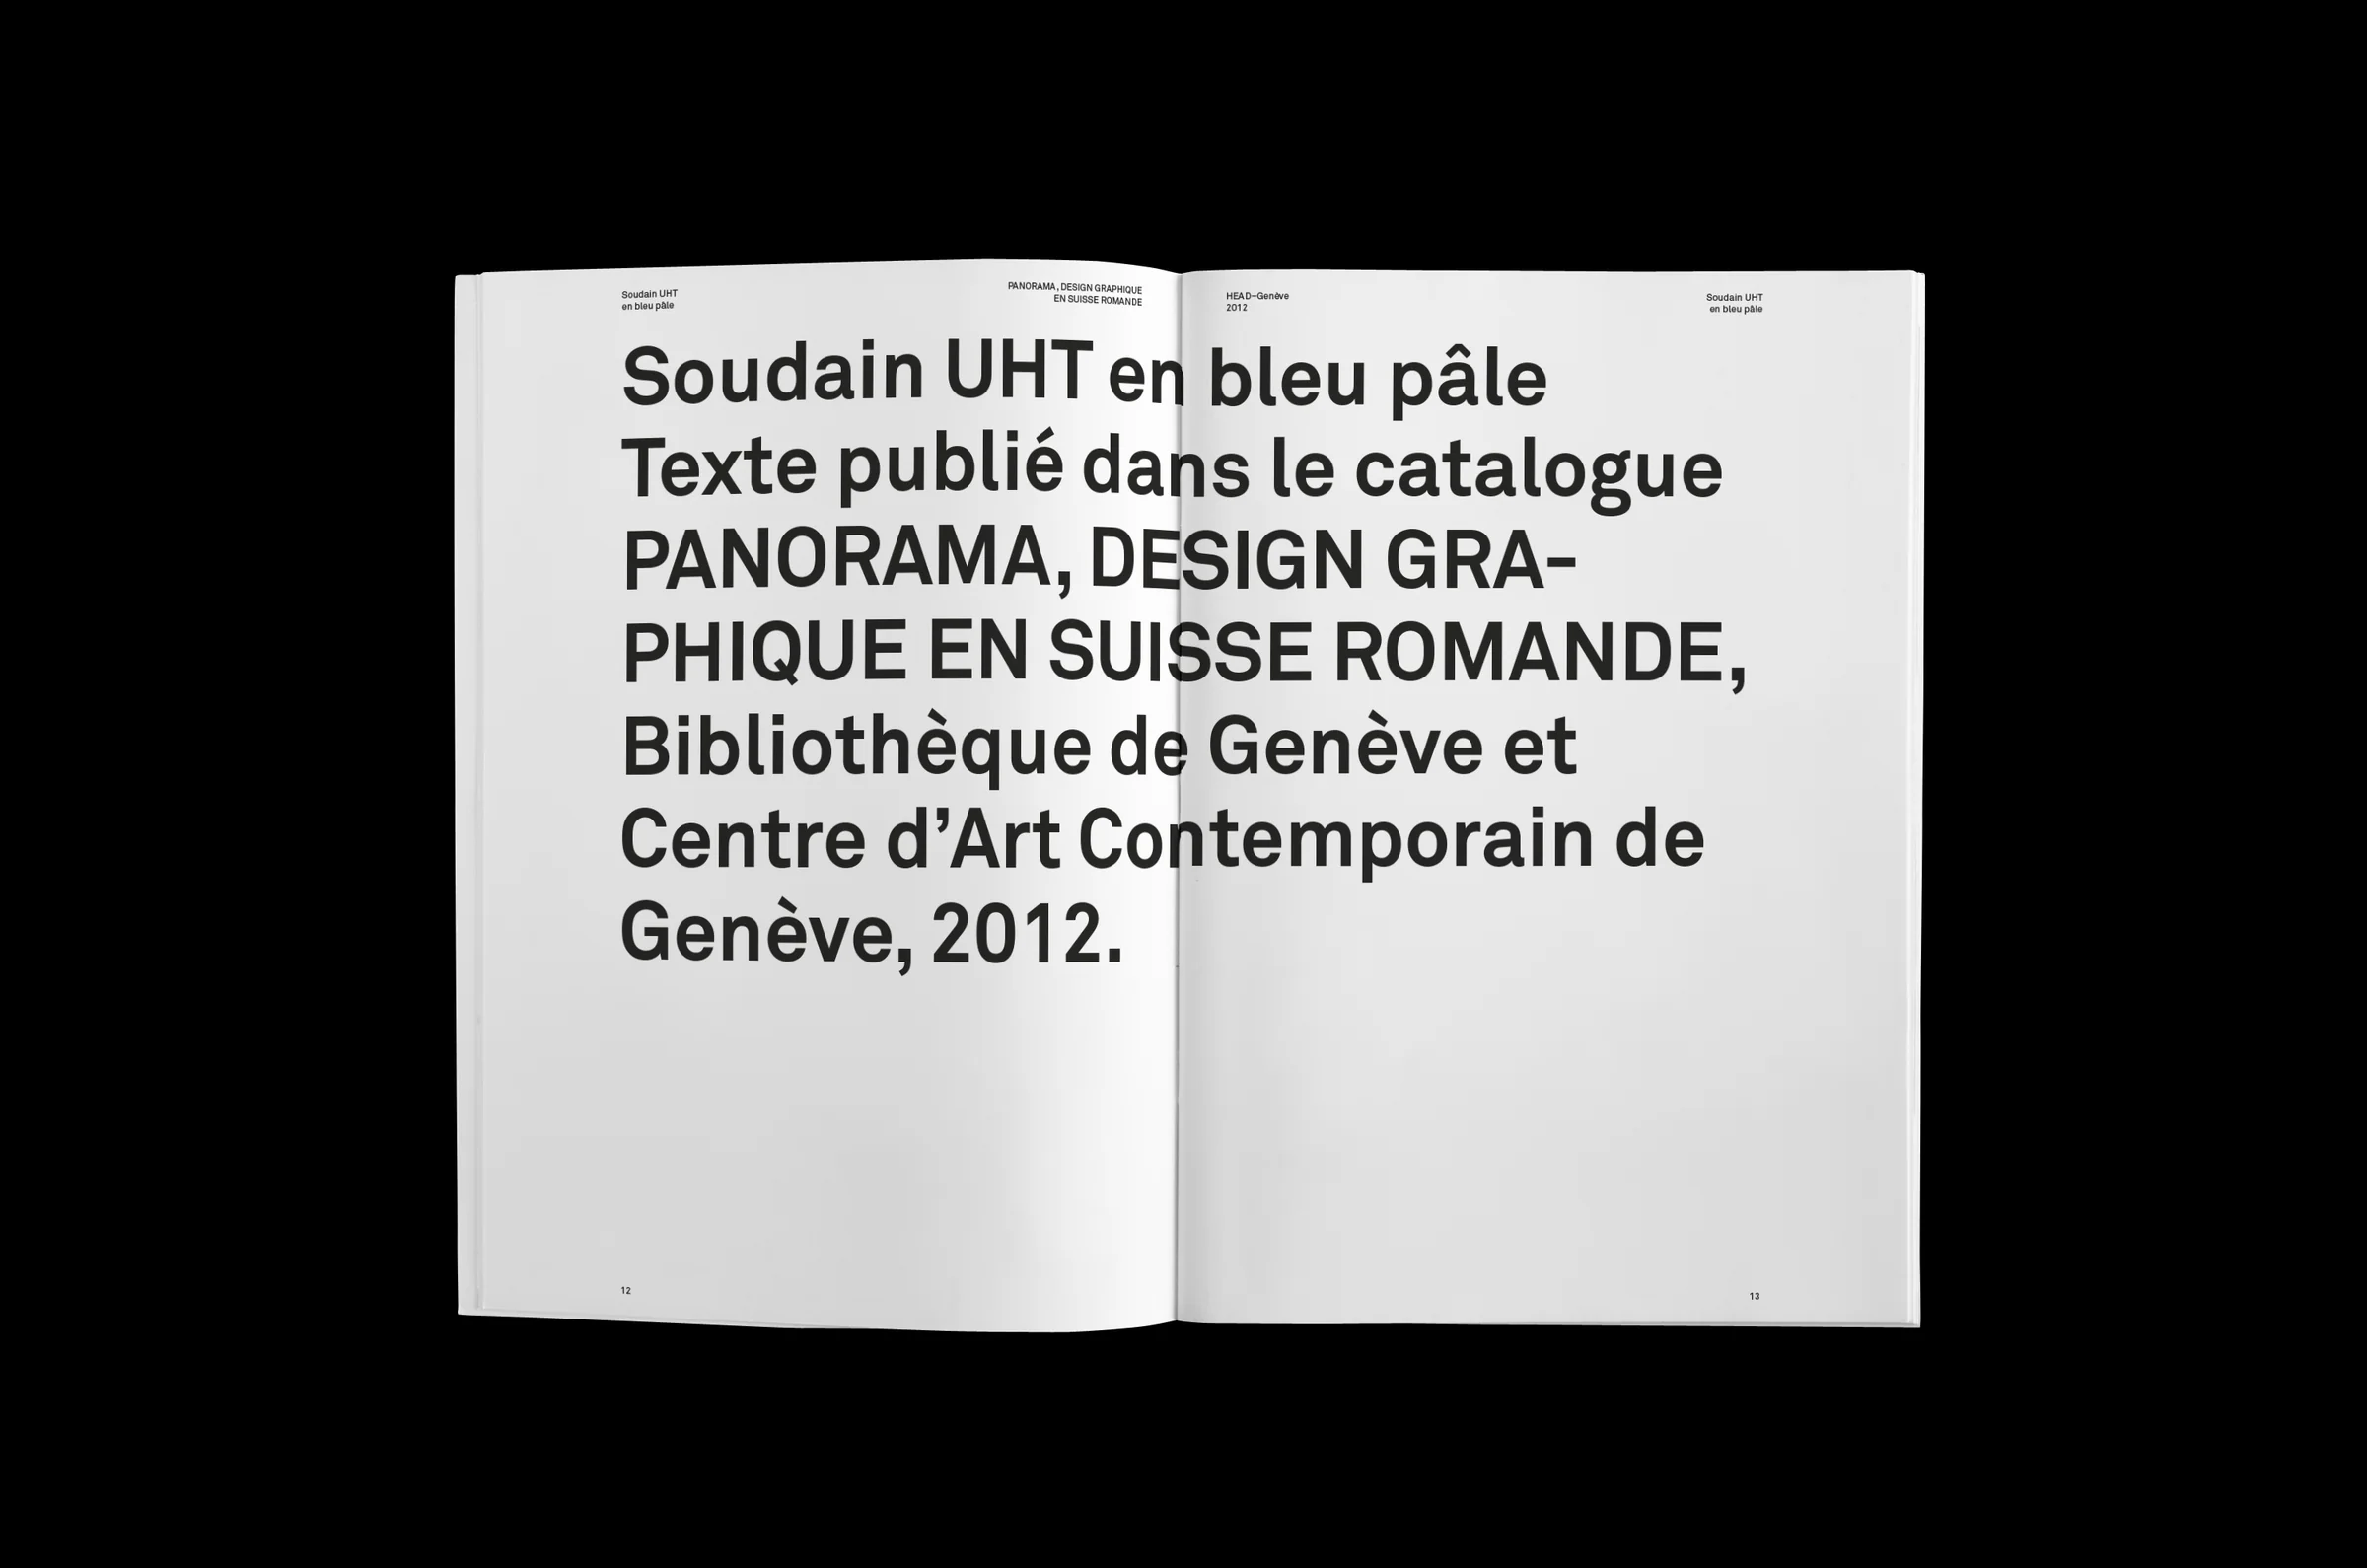 Soudain UHT
en bleu pâle
PANORAMA, DESIGN GRAPHIQUE
EN SUISSE ROMANDE
HEAD–Genève
2012
Soudain UHT
en bleu pâle
Soudain UHT en bleu pâle
Texte publié dans le catalogue
PANORAMA, DESIGN GRA-
PHIQUE EN SUISSE ROMANDE,
Bibliothèque de Genève et
Centre d’Art Contemporain de
Genève, 2012.
12
13